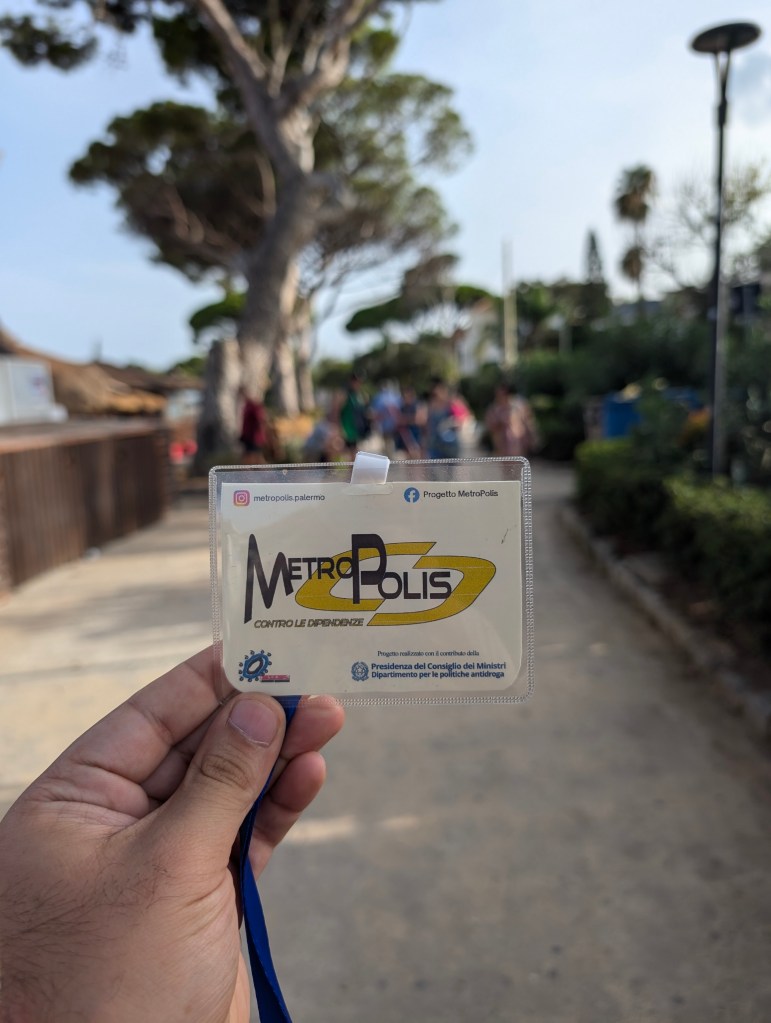 metropolis.palermo
Progetto MetroPolis
METROPOLIS
CONTRO LE DIPENDENZE
Progetto realizzato con il contributo della
Presidenza del Consiglio dei Ministri
Dipartimento per le politiche antidroga